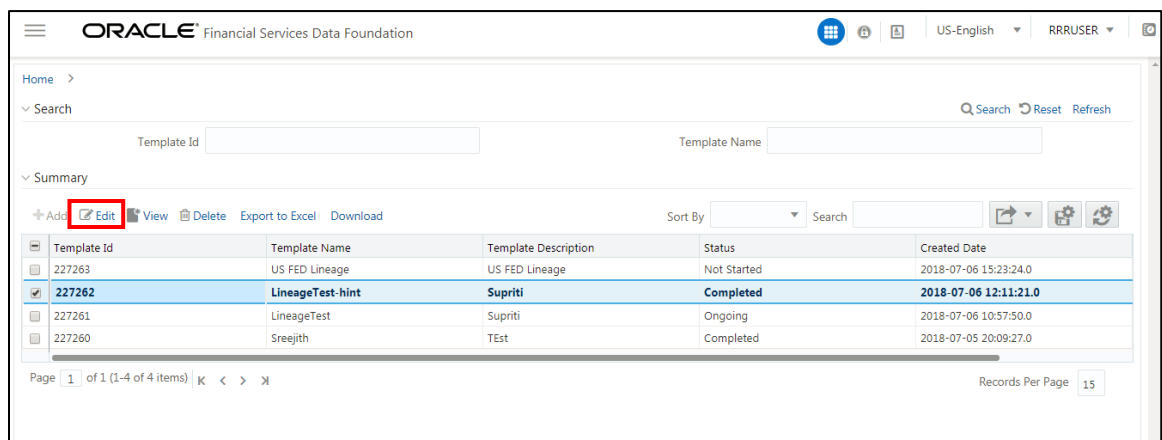 ORACLE® Financial Services Data Foundation US-English RRRUSER
Home >
Search Search Reset Refresh
Template Id Template Name
Summary
Add Edit View Delete Export to Excel Download Sort By Search
Template Id Template Name Template Description Status Created Date
227263 US FED Lineage US FED Lineage Not Started 2018-07-06 15:23:24.0
227262 LineageTest-hint Supriti Completed 2018-07-06 12:11:21.0
227261 LineageTest Supriti Ongoing 2018-07-06 10:57:50.0
227260 Sreejith TEst Completed 2018-07-05 20:09:27.0
Page 1 of 1 (1-4 of 4 items) Records Per Page 15